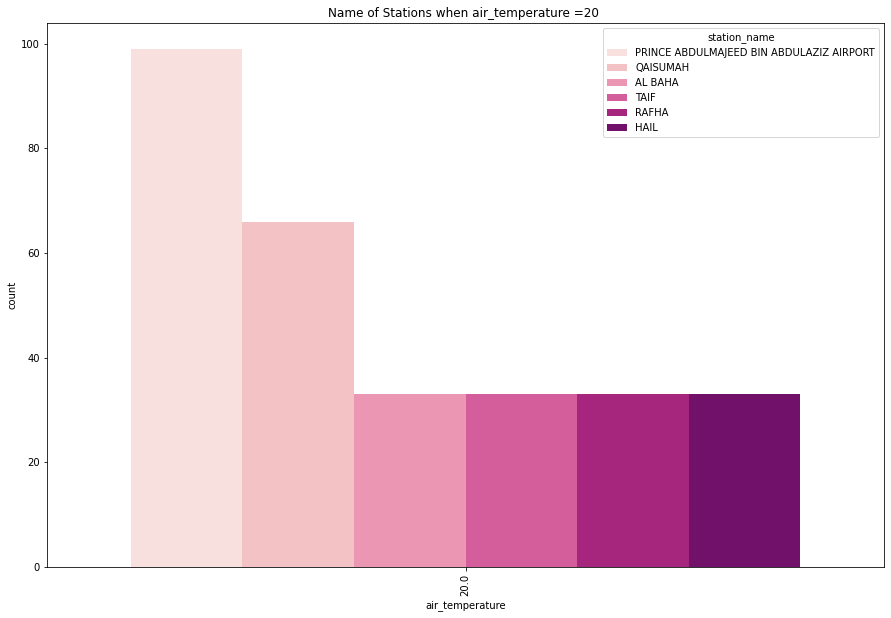 Name of Stations when air_temperature =20
station_name
PRINCE ABDULMAJEED BIN ABDULAZIZ AIRPORT
QAISUMAH
AL BAHA
TAIF
RAFHA
HAIL
100
80
60
40
20
0
count
20.0
air_temperature